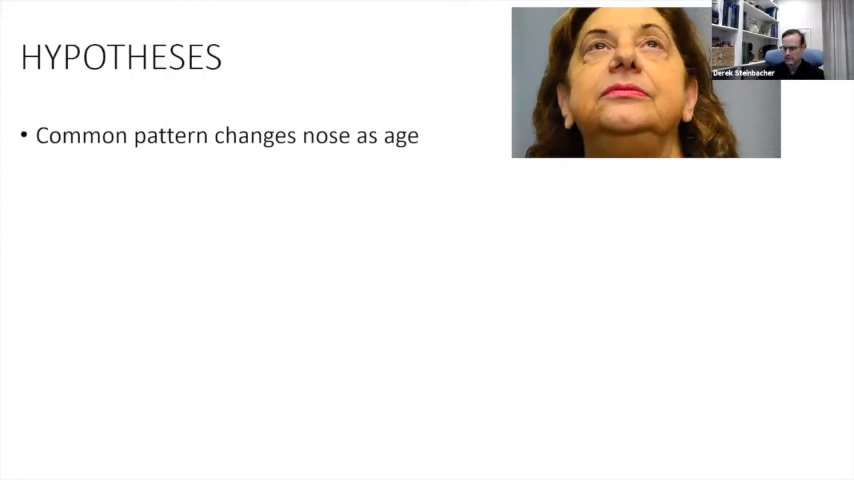 HYPOTHESES
• Common pattern changes nose as age
Derek Steinbacher